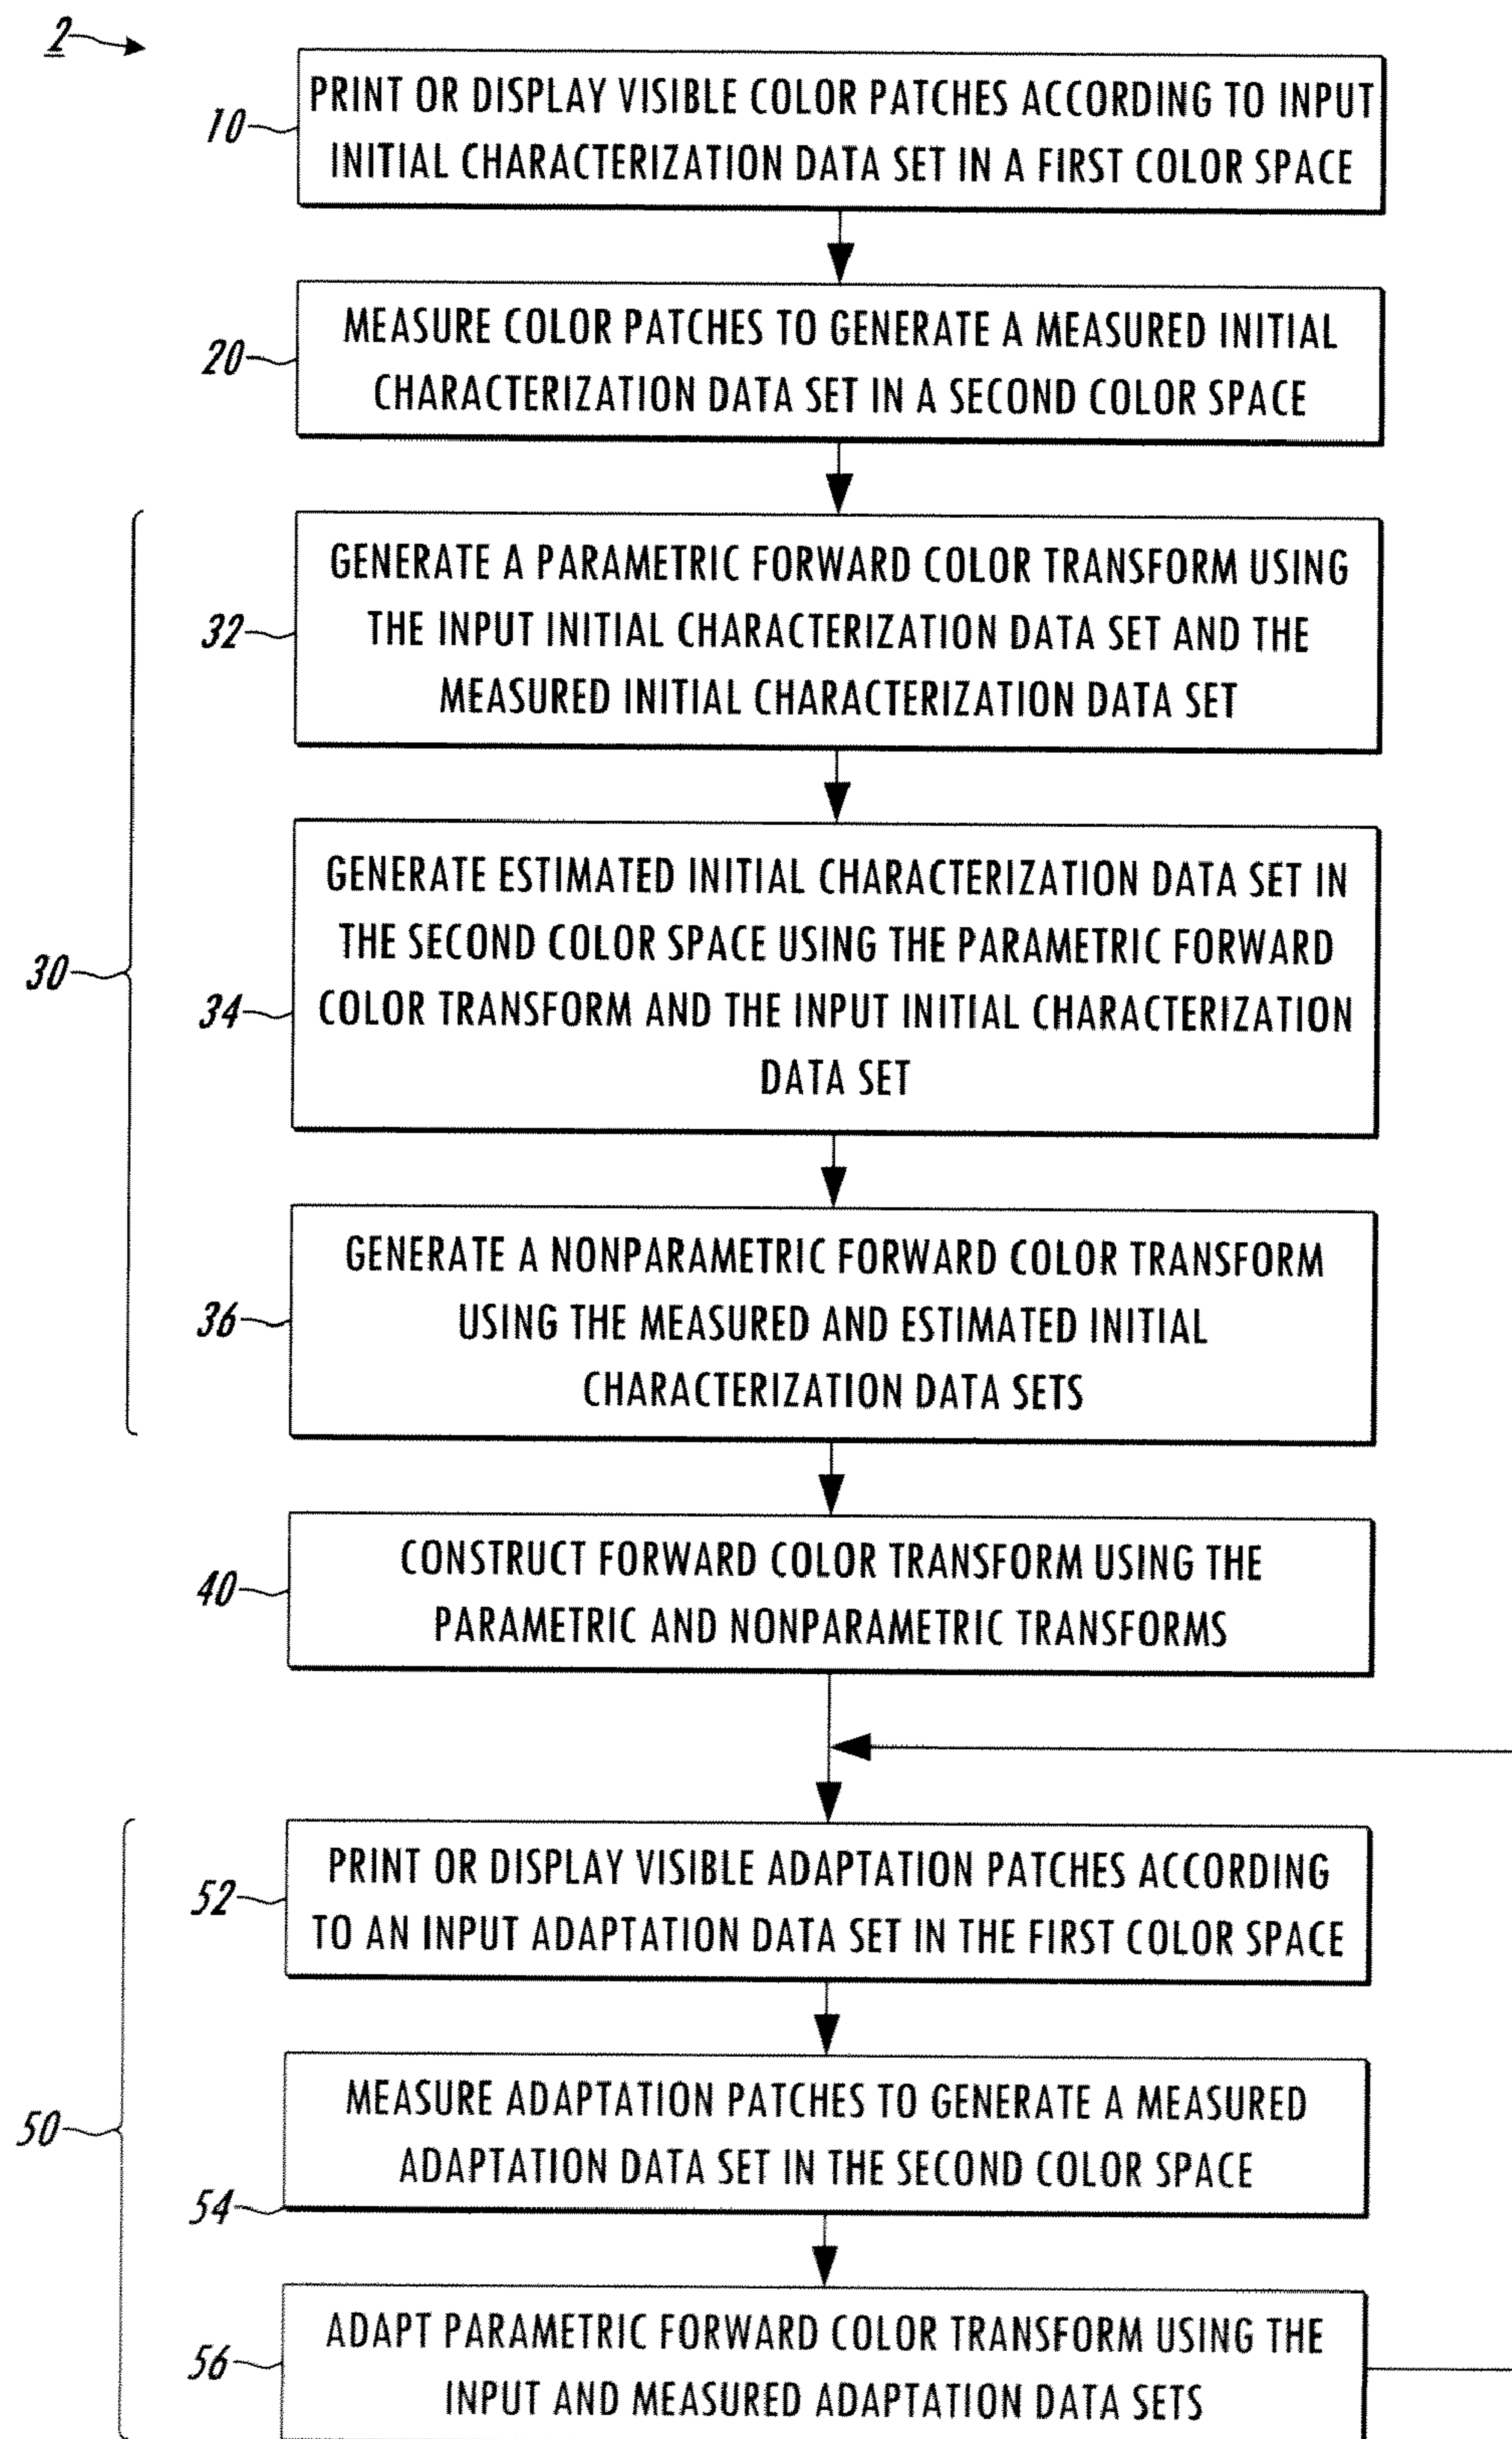 2
10
PRINT OR DISPLAY VISIBLE COLOR PATCHES ACCORDING TO INPUT
INITIAL CHARACTERIZATION DATA SET IN A FIRST COLOR SPACE
20
MEASURE COLOR PATCHES TO GENERATE A MEASURED INITIAL
CHARACTERIZATION DATA SET IN A SECOND COLOR SPACE
30
32
GENERATE A PARAMETRIC FORWARD COLOR TRANSFORM USING
THE INPUT INITIAL CHARACTERIZATION DATA SET AND THE
MEASURED INITIAL CHARACTERIZATION DATA SET
34
GENERATE ESTIMATED INITIAL CHARACTERIZATION DATA SET IN
THE SECOND COLOR SPACE USING THE PARAMETRIC FORWARD
COLOR TRANSFORM AND THE INPUT INITIAL CHARACTERIZATION
DATA SET
36
GENERATE A NONPARAMETRIC FORWARD COLOR TRANSFORM
USING THE MEASURED AND ESTIMATED INITIAL
CHARACTERIZATION DATA SETS
40
CONSTRUCT FORWARD COLOR TRANSFORM USING THE
PARAMETRIC AND NONPARAMETRIC TRANSFORMS
50
52
PRINT OR DISPLAY VISIBLE ADAPTATION PATCHES ACCORDING
TO AN INPUT ADAPTATION DATA SET IN THE FIRST COLOR SPACE
54
MEASURE ADAPTATION PATCHES TO GENERATE A MEASURED
ADAPTATION DATA SET IN THE SECOND COLOR SPACE
56
ADAPT PARAMETRIC FORWARD COLOR TRANSFORM USING THE
INPUT AND MEASURED ADAPTATION DATA SETS